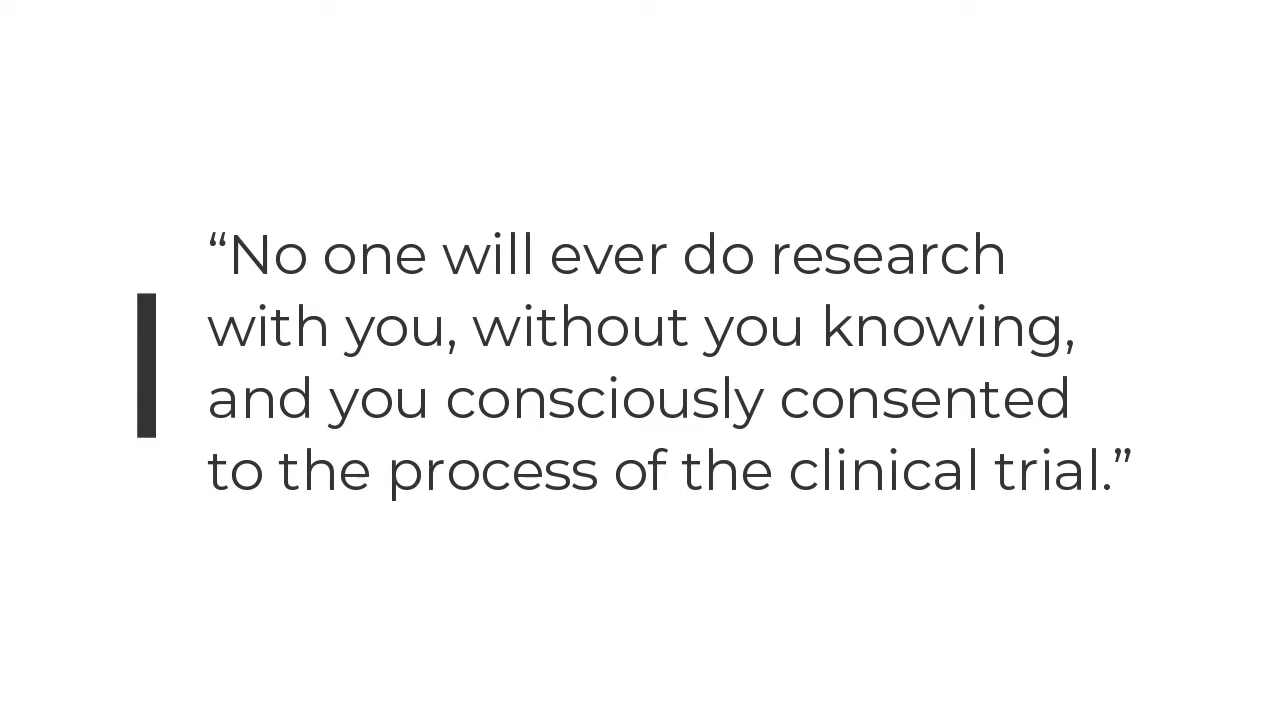 “No one will ever do research
with you, without you knowing,
and you consciously consented
to the process of the clinical trial.”